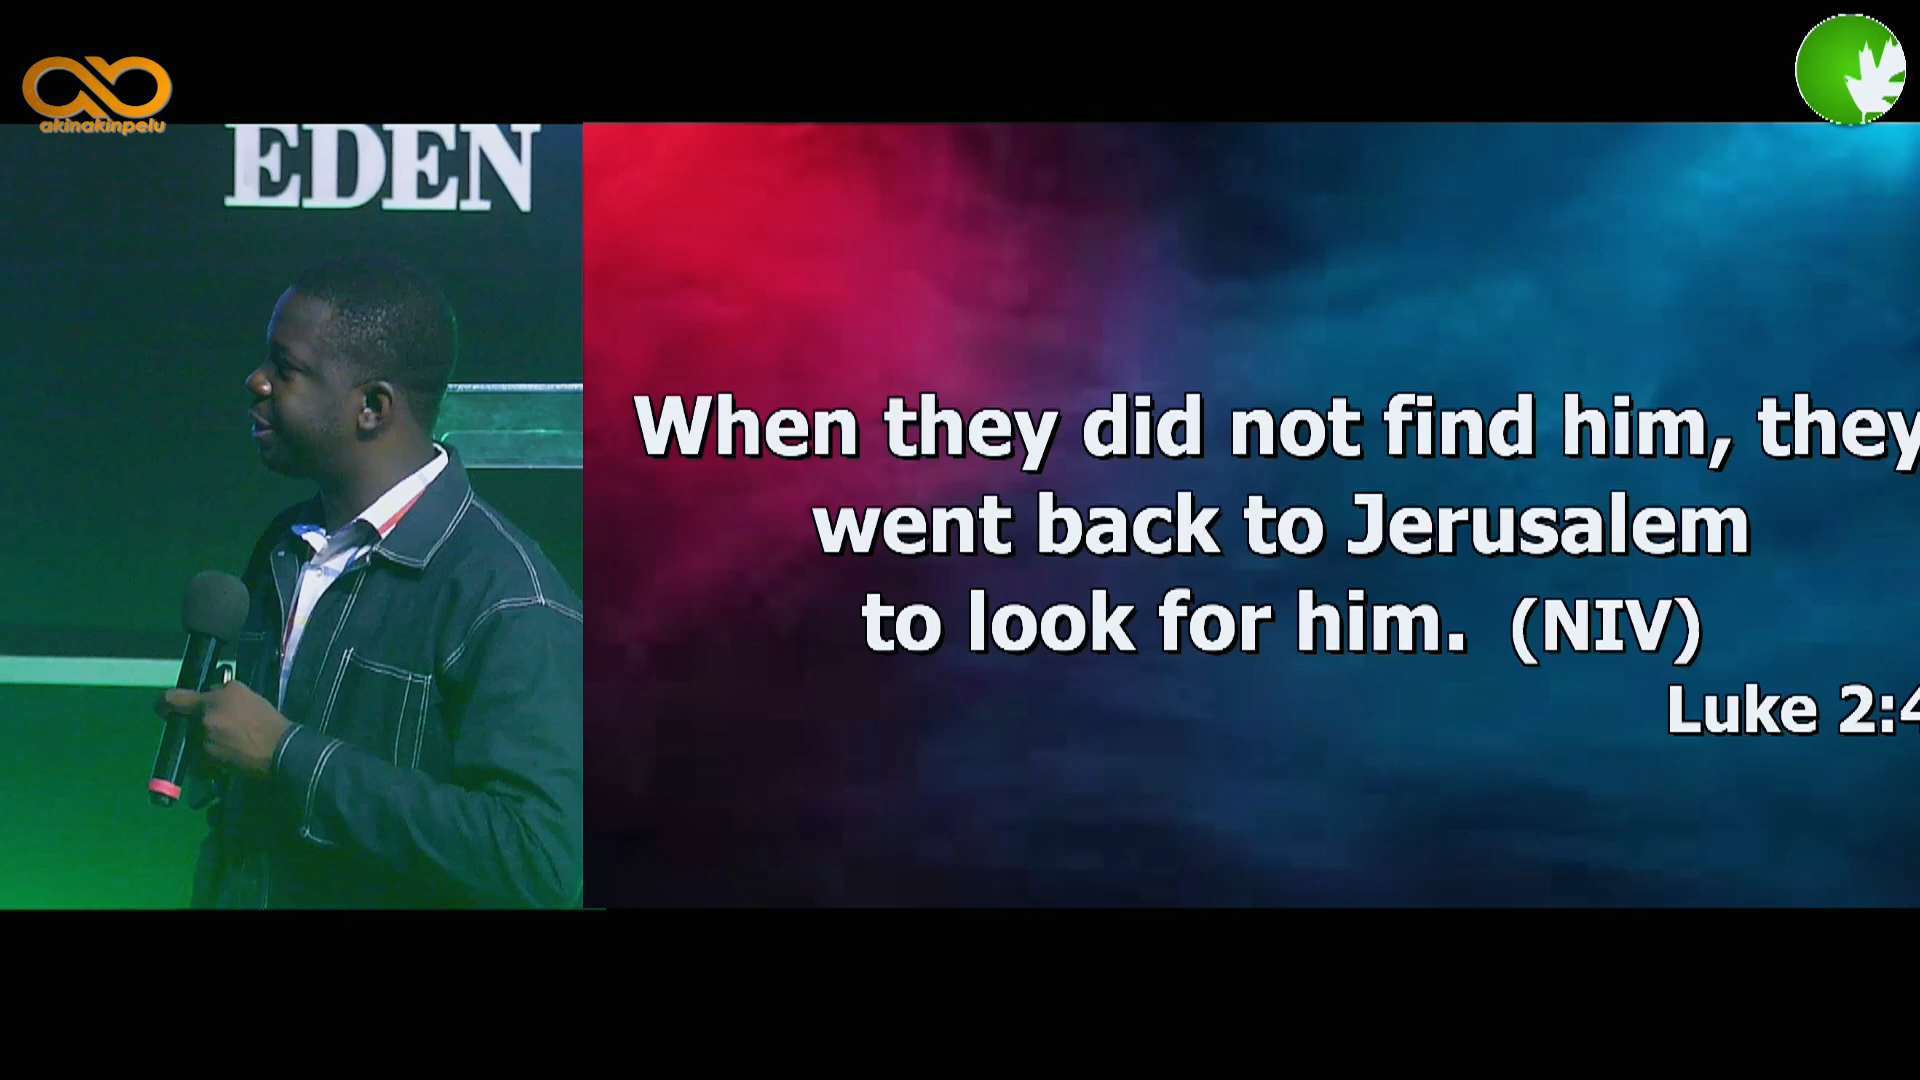 akinakinpelu
EDEN
When they did not find him, they
went back to Jerusalem
to look for him. (NIV)
Luke 2:4